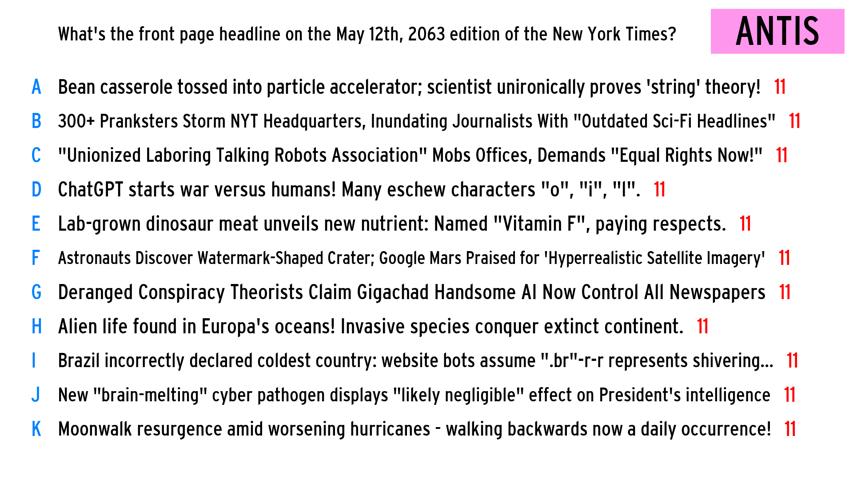 What's the front page headline on the May 12th, 2063 edition of the New York Times? ANTIS
A Bean casserole tossed into particle accelerator; scientist unironically proves 'string' theory! 11
B 300+ Pranksters Storm NYT Headquarters, Inundating Journalists With "Outdated Sci-Fi Headlines" 11
C "Unionized Laboring Talking Robots Association" Mobs Offices, Demands "Equal Rights Now!" 11
D ChatGPT starts war versus humans! Many eschew characters "o", "i", "l". 11
E Lab-grown dinosaur meat unveils new nutrient: Named "Vitamin F", paying respects. 11
F Astronauts Discover Watermark-Shaped Crater; Google Mars Praised for 'Hyperrealistic Satellite Imagery' 11
G Deranged Conspiracy Theorists Claim Gigachad Handsome AI Now Control All Newspapers 11
H Alien life found in Europa's oceans! Invasive species conquer extinct continent. 11
I Brazil incorrectly declared coldest country: website bots assume ".br"-r-r represents shivering... 11
J New "brain-melting" cyber pathogen displays "likely negligible" effect on President's intelligence 11
K Moonwalk resurgence amid worsening hurricanes - walking backwards now a daily occurrence! 11